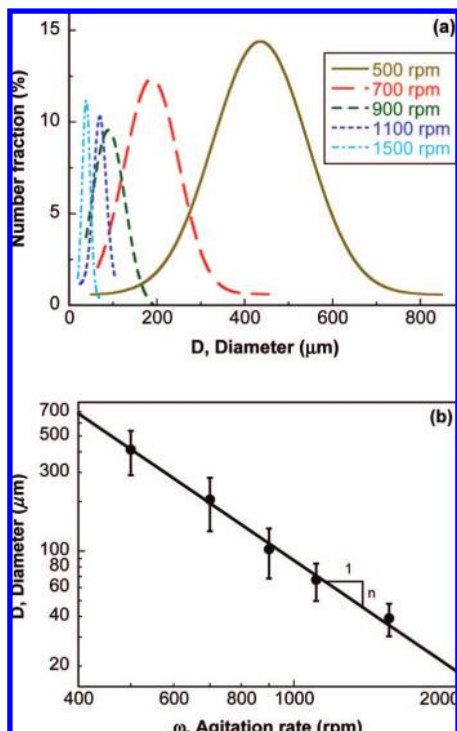 (a)
15
10
5
0
Number fraction (%)
500 rpm
700 rpm
900 rpm
1100 rpm
1500 rpm
0 200 400 600 800
D, Diameter (μm)
(b)
700
500
300
100
80
60
40
20
D, Diameter (μm)
1
n
400 600 800 1000 2000
ω, Agitation rate (rpm)